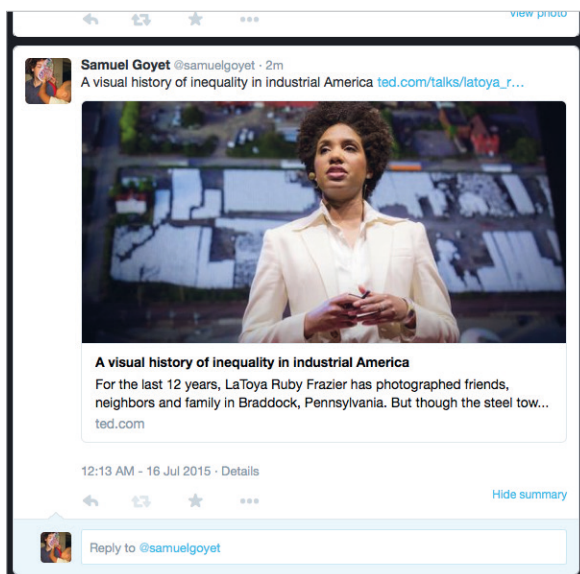 View photo
Samuel Goyet @samuelgoyet · 2m
A visual history of inequality in industrial America ted.com/talks/latoya_r…
A visual history of inequality in industrial America
For the last 12 years, LaToya Ruby Frazier has photographed friends,
neighbors and family in Braddock, Pennsylvania. But though the steel tow...
ted.com
12:13 AM - 16 Jul 2015 · Details
Hide summary
Reply to @samuelgoyet